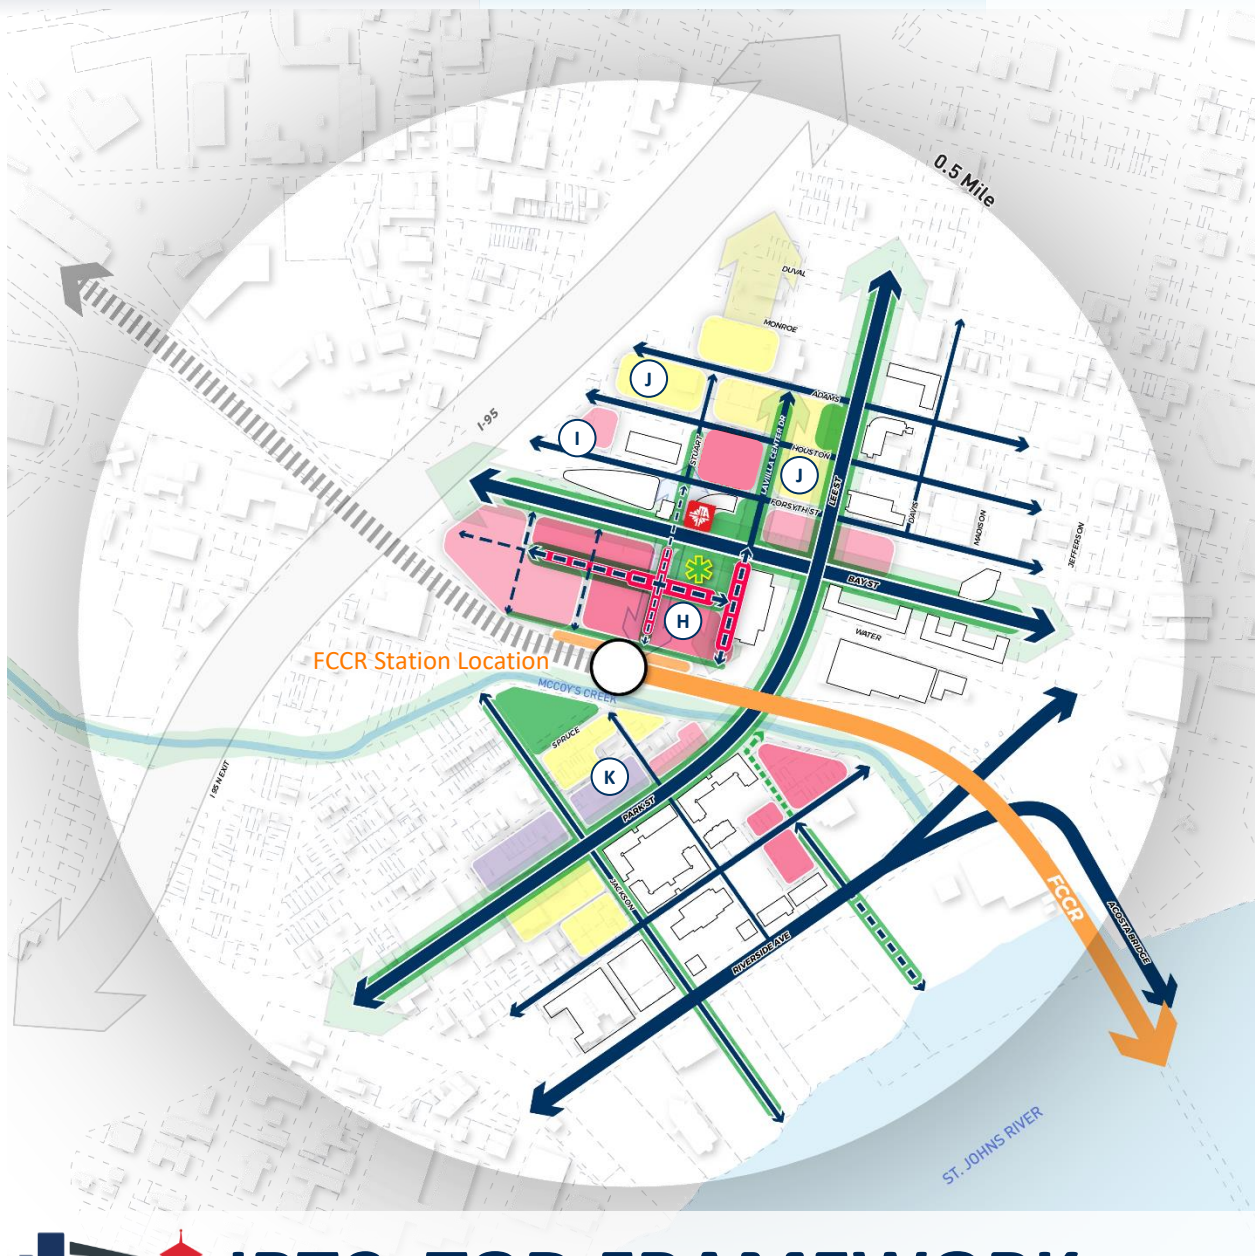 0.5 Mile
DUVAL
MONROE
J
ADAMS
I-95
I
STUART
LAVILLA CENTER DR
HOUSTON
J
LEE ST
FORSYTH ST
DAVIS
MADISON
JEFFERSON
BAY ST
H
WATER
FCCR Station Location
MCCOY'S CREEK
SPRUCE
I 95 N EXIT
K
PARK ST
JACKSON
FCCR
ACOSTA BRIDGE
RIVERSIDE AVE
ST. JOHNS RIVER